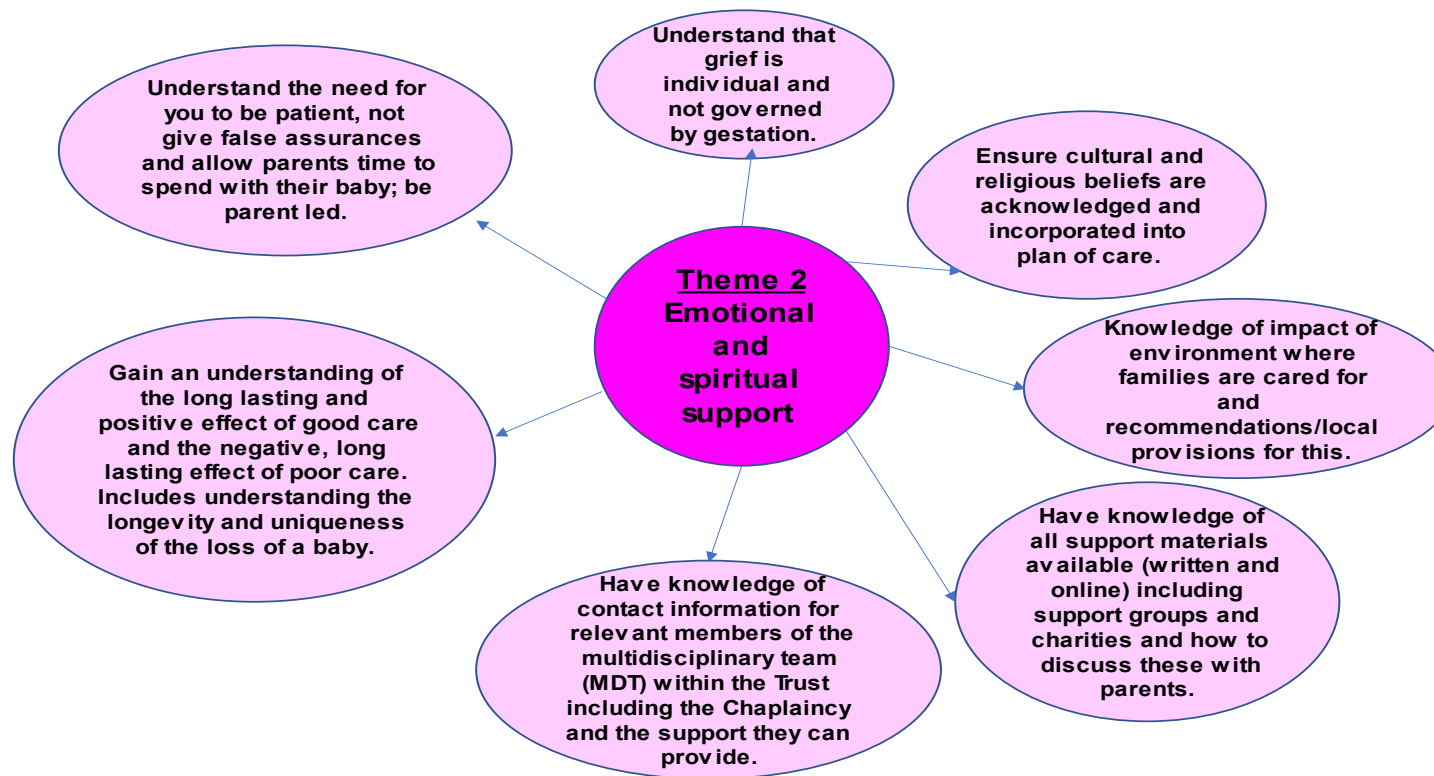 Theme 2
Emotional
and
spiritual
support
Understand that
grief is
individual and
not governed
by gestation.
Ensure cultural and
religious beliefs are
acknowledged and
incorporated into
plan of care.
Knowledge of impact of
environment where
families are cared for
and
recommendations/local
provisions for this.
Have knowledge of
all support materials
available (written and
online) including
support groups and
charities and how to
discuss these with
parents.
Have knowledge of
contact information for
relevant members of the
multidisciplinary team
(MDT) within the Trust
including the Chaplaincy
and the support they can
provide.
Gain an understanding of
the long lasting and
positive effect of good care
and the negative, long
lasting effect of poor care.
Includes understanding the
longevity and uniqueness
of the loss of a baby.
Understand the need for
you to be patient, not
give false assurances
and allow parents time to
spend with their baby; be
parent led.